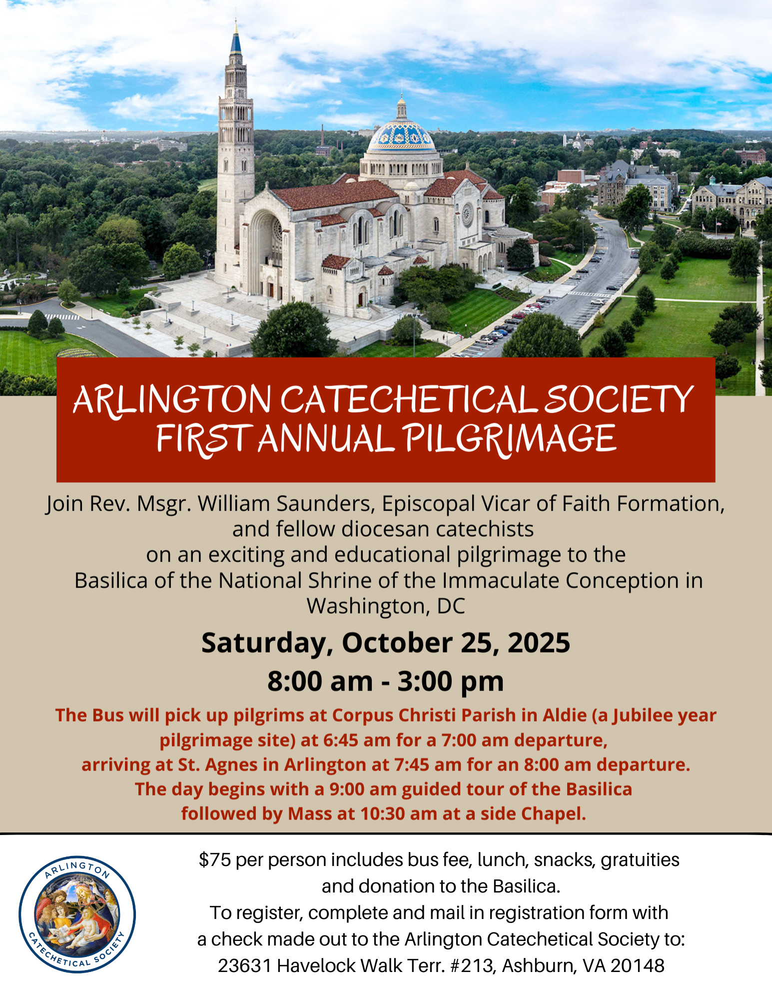 ARLINGTON CATECHETICAL SOCIETY
FIRST ANNUAL PILGRIMAGE
Join Rev. Msgr. William Saunders, Episcopal Vicar of Faith Formation,
and fellow diocesan catechists
on an exciting and educational pilgrimage to the
Basilica of the National Shrine of the Immaculate Conception in
Washington, DC
Saturday, October 25, 2025
8:00 am - 3:00 pm
The Bus will pick up pilgrims at Corpus Christi Parish in Aldie (a Jubilee year
pilgrimage site) at 6:45 am for a 7:00 am departure,
arriving at St. Agnes in Arlington at 7:45 am for an 8:00 am departure.
The day begins with a 9:00 am guided tour of the Basilica
followed by Mass at 10:30 am at a side Chapel.
ARLINGTON
CATECHETICAL SOCIETY
$75 per person includes bus fee, lunch, snacks, gratuities
and donation to the Basilica.
To register, complete and mail in registration form with
a check made out to the Arlington Catechetical Society to:
23631 Havelock Walk Terr. #213, Ashburn, VA 20148